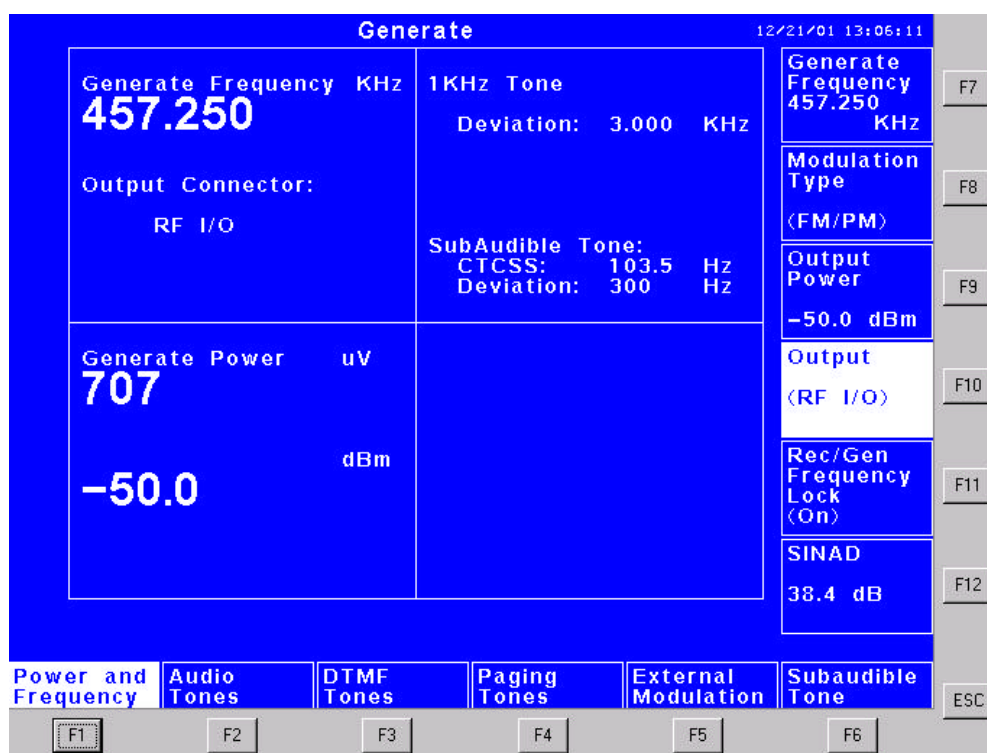 Generate
12/21/01 13:06:11
Generate Frequency KHz
457.250
Output Connector:
RF I/O
1KHz Tone
Deviation: 3.000 KHz
SubAudible Tone:
CTCSS: 103.5 Hz
Deviation: 300 Hz
Generate Power uV
707
dBm
-50.0
Generate
Frequency
457.250
KHz
F7
Modulation
Type
(FM/PM)
F8
Output
Power
-50.0 dBm
F9
Output
(RF I/O)
F10
Rec/Gen
Frequency
Lock
(On)
F11
SINAD
38.4 dB
F12
Power and
Frequency
Audio
Tones
DTMF
Tones
Paging
Tones
External
Modulation
Subaudible
Tone
ESC
F1
F2
F3
F4
F5
F6